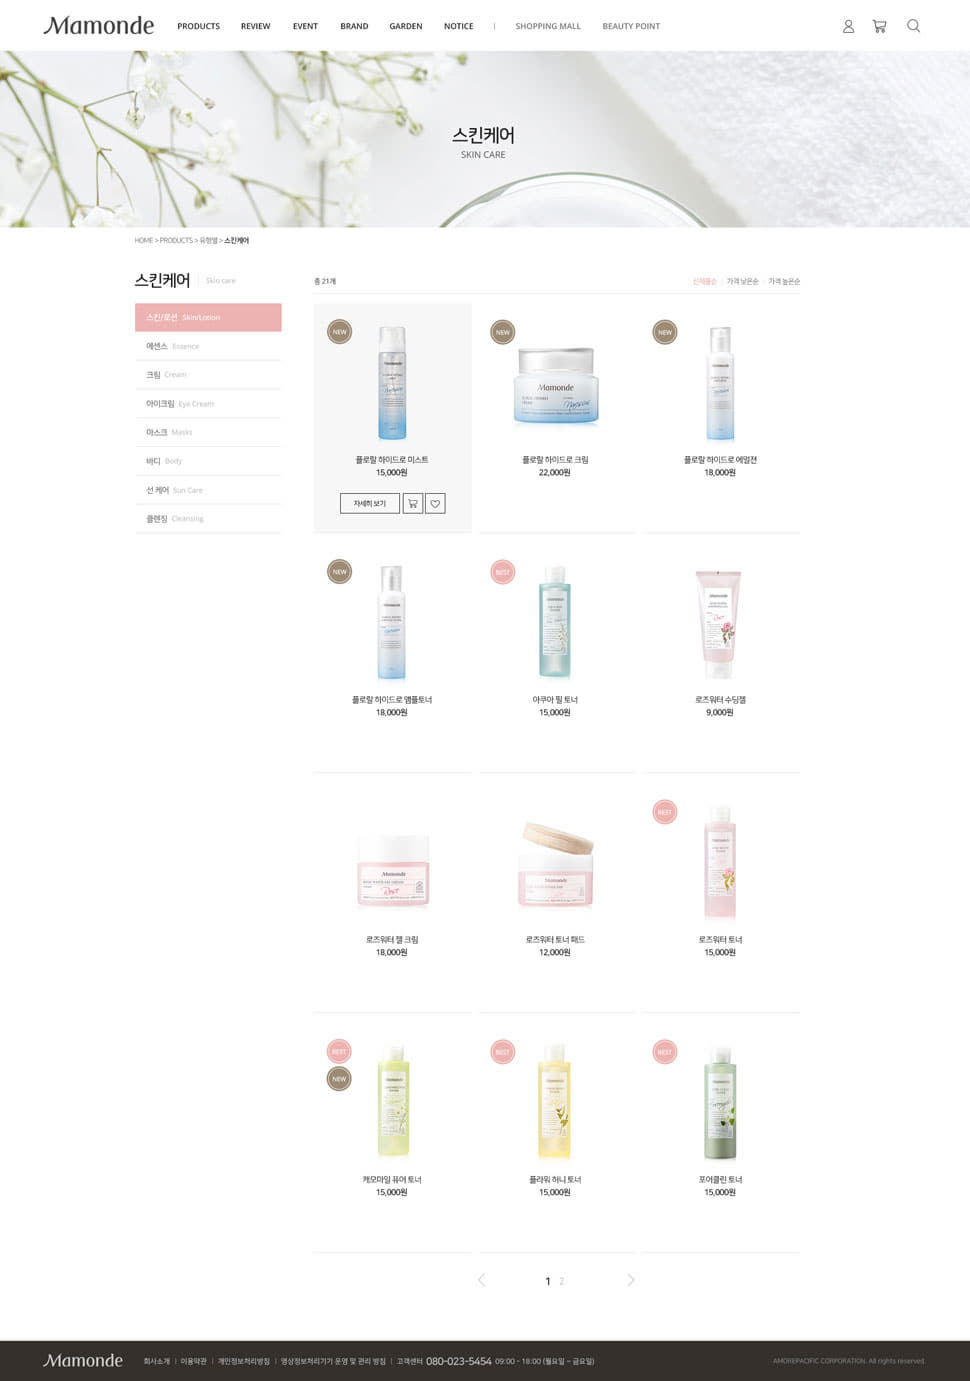 Mamonde
PRODUCTS REVIEW EVENT BRAND GARDEN NOTICE | SHOPPING MALL BEAUTY POINT
스킨케어
SKIN CARE
HOME > PRODUCTS > 유형별 > 스킨케어
스킨케어 | Skin care
총 21개
신제품순 | 가격 낮은순 | 가격 높은순
스킨/로션 Skin/Lotion
에센스 Essence
크림 Cream
아이크림 Eye Cream
마스크 Masks
바디 Body
선 케어 Sun Care
클렌징 Cleansing
NEW
NEW
Mamonde
NEW
플로랄 하이드로 미스트
15,000원
자세히 보기
플로랄 하이드로 크림
22,000원
플로랄 하이드로 에멀젼
18,000원
NEW
BEST
Mamonde
플로랄 하이드로 앰플토너
18,000원
아쿠아 필 토너
15,000원
로즈워터 수딩젤
9,000원
Mamonde
Mamonde
BEST
로즈워터 젤 크림
18,000원
로즈워터 토너 패드
12,000원
로즈워터 토너
15,000원
BEST
NEW
BEST
BEST
캐모마일 퓨어 토너
15,000원
플라워 허니 토너
15,000원
포어클린 토너
15,000원
1 2
Mamonde
회사소개 | 이용약관 | 개인정보처리방침 | 영상정보처리기기 운영 및 관리 방침 | 고객센터 080-023-5454 09:00 - 18:00 (월요일 ~ 금요일)
AMOREPACIFIC CORPORATION. All rights reserved.